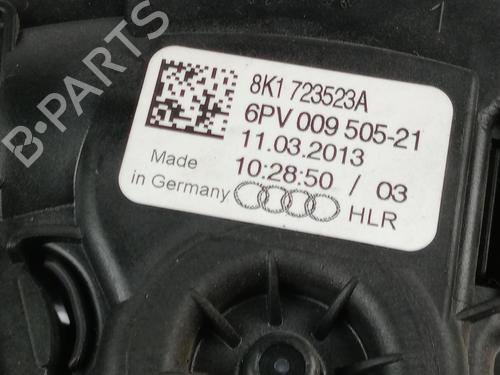 B-PARTS
8K1 723523A
6PV 009 505-21
11.03.2013
10:28:50 / 03
Made
in Germany
HLR